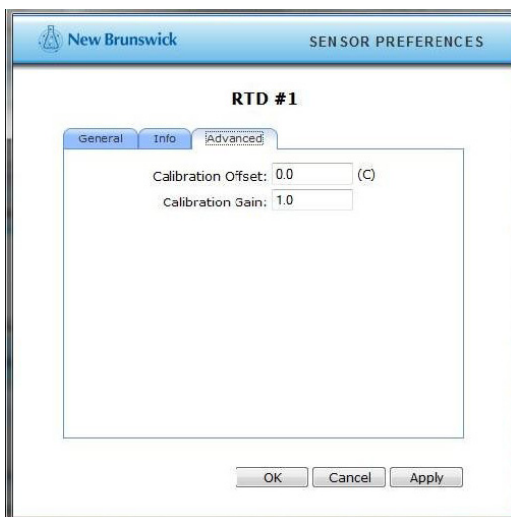 New Brunswick SENSOR PREFERENCES
RTD #1
General Info Advanced
Calibration Offset: 0.0 (C)
Calibration Gain: 1.0
OK Cancel Apply